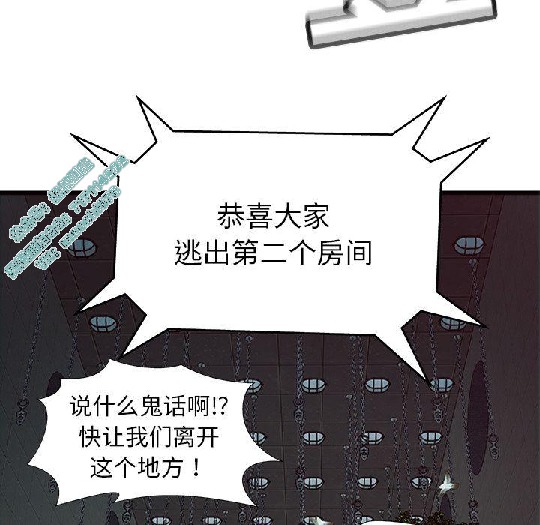 恭喜大家
逃出第二个房间
说什么鬼话啊!?
快让我们离开
这个地方！